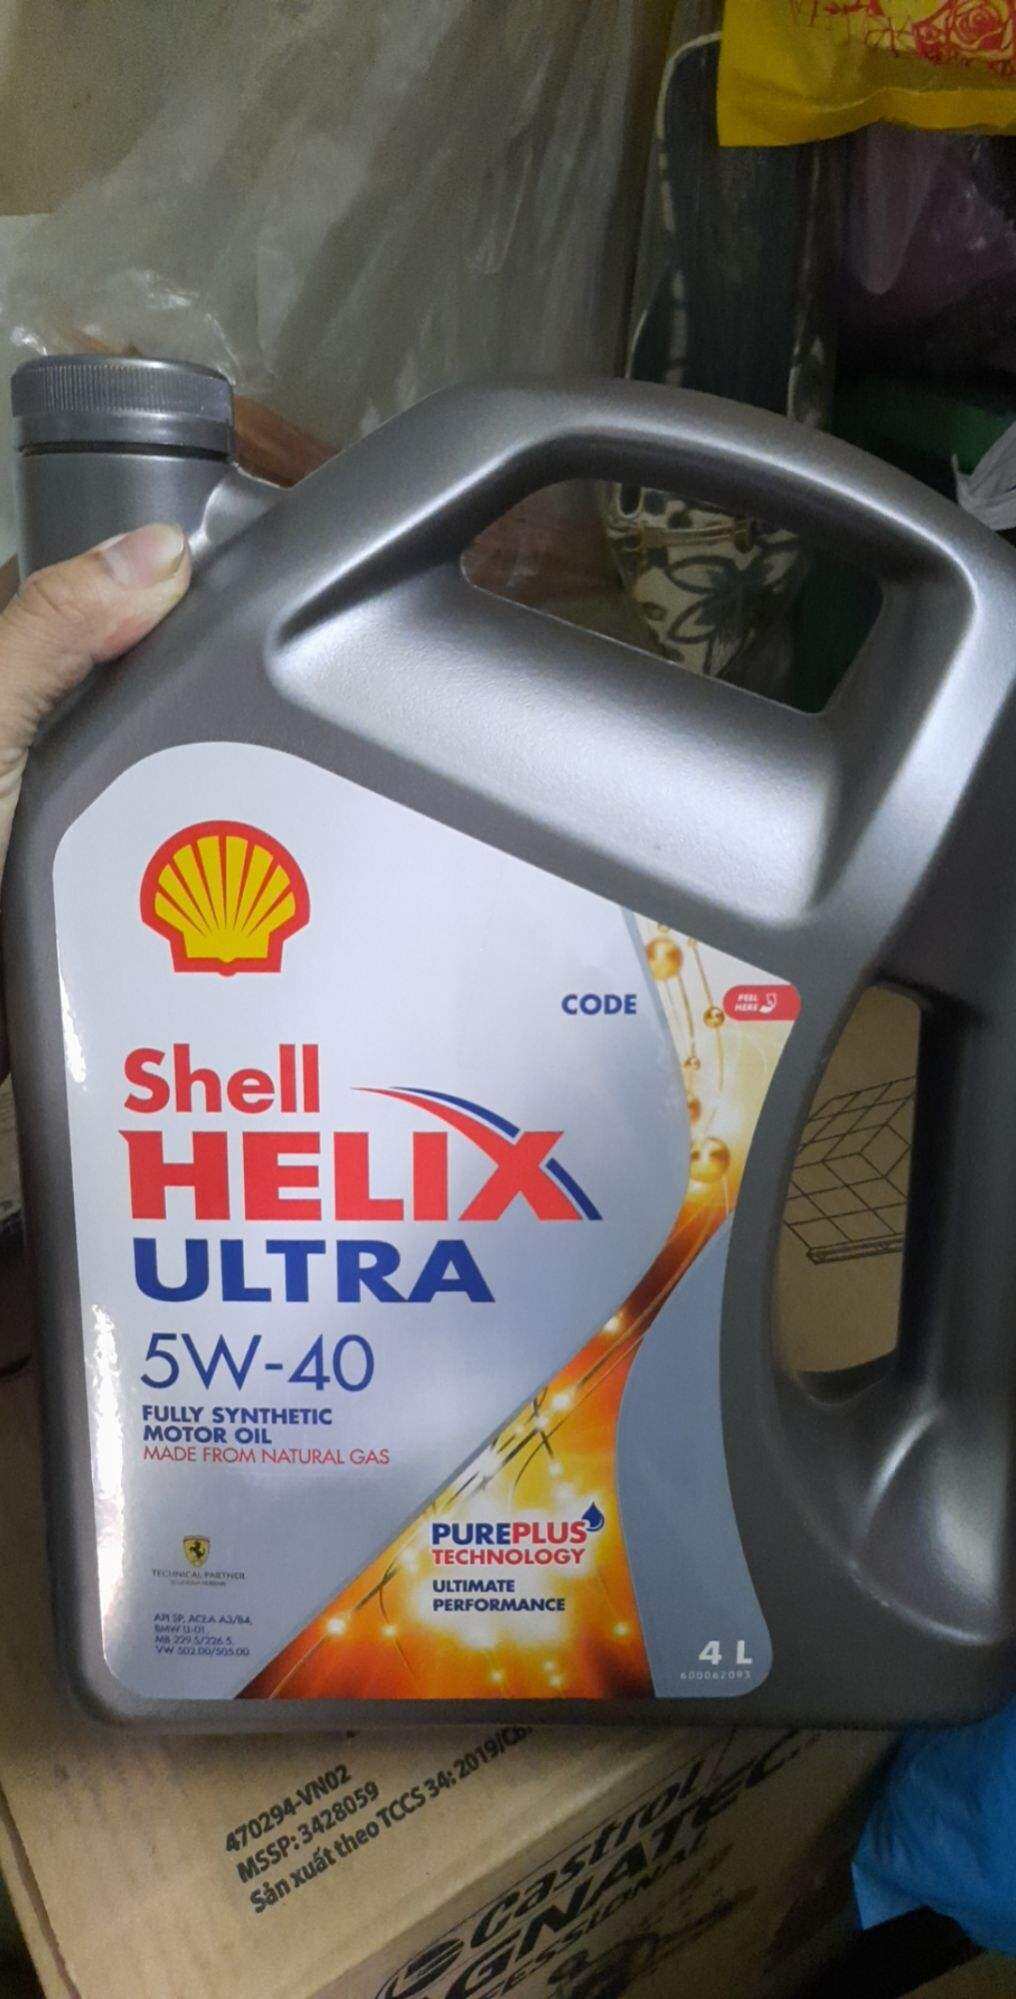 CODE
PEEL
HERE
Shell
HELIX
ULTRA
5W-40
FULLY SYNTHETIC
MOTOR OIL
MADE FROM NATURAL GAS
PUREPLUS
TECHNOLOGY
ULTIMATE
PERFORMANCE
TECHNICAL PARTNER
API SP, ACEA A3/B4,
BMW LL-01
MB 229.5/226.5,
VW 502.00/505.00
4 L
600062093
470294-VN02
MSSP: 3428059
Sản xuất theo TCCS 34: 2019/
Castrol